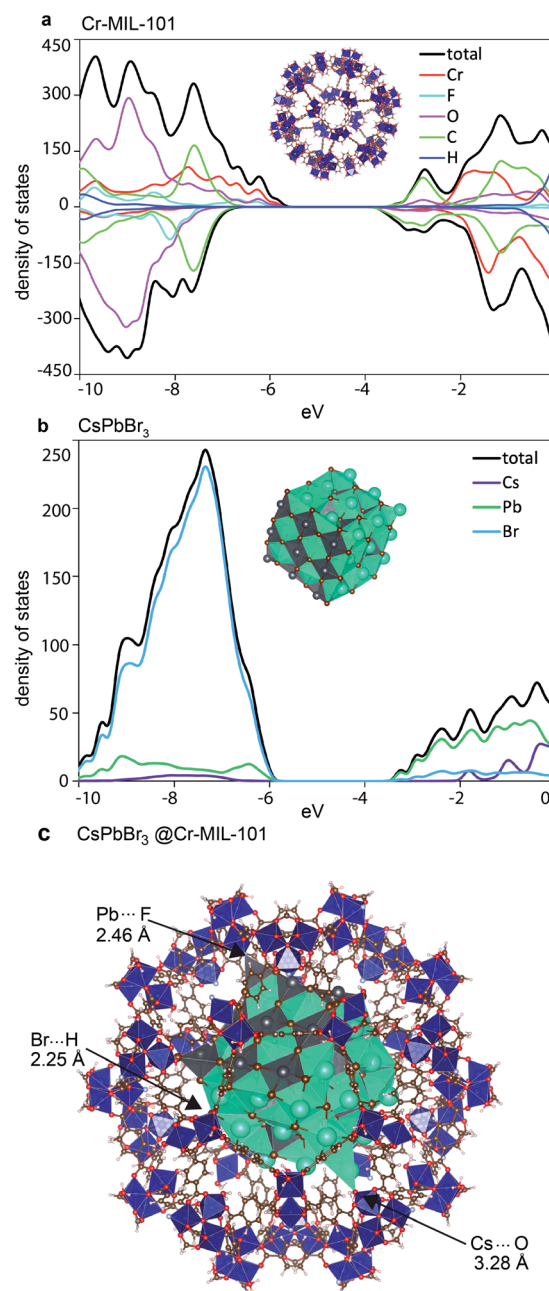 a Cr-MIL-101
450
300
150
0
-150
-300
-450
density of states
total
Cr
F
O
C
H
-10 -8 -6 -4 -2
eV
b CsPbBr₃
250
200
150
100
50
0
density of states
total
Cs
Pb
Br
-10 -8 -6 -4 -2 0
eV
c CsPbBr₃ @Cr-MIL-101
Pb ··· F
2.46 Å
Br···H
2.25 Å
Cs ··· O
3.28 Å